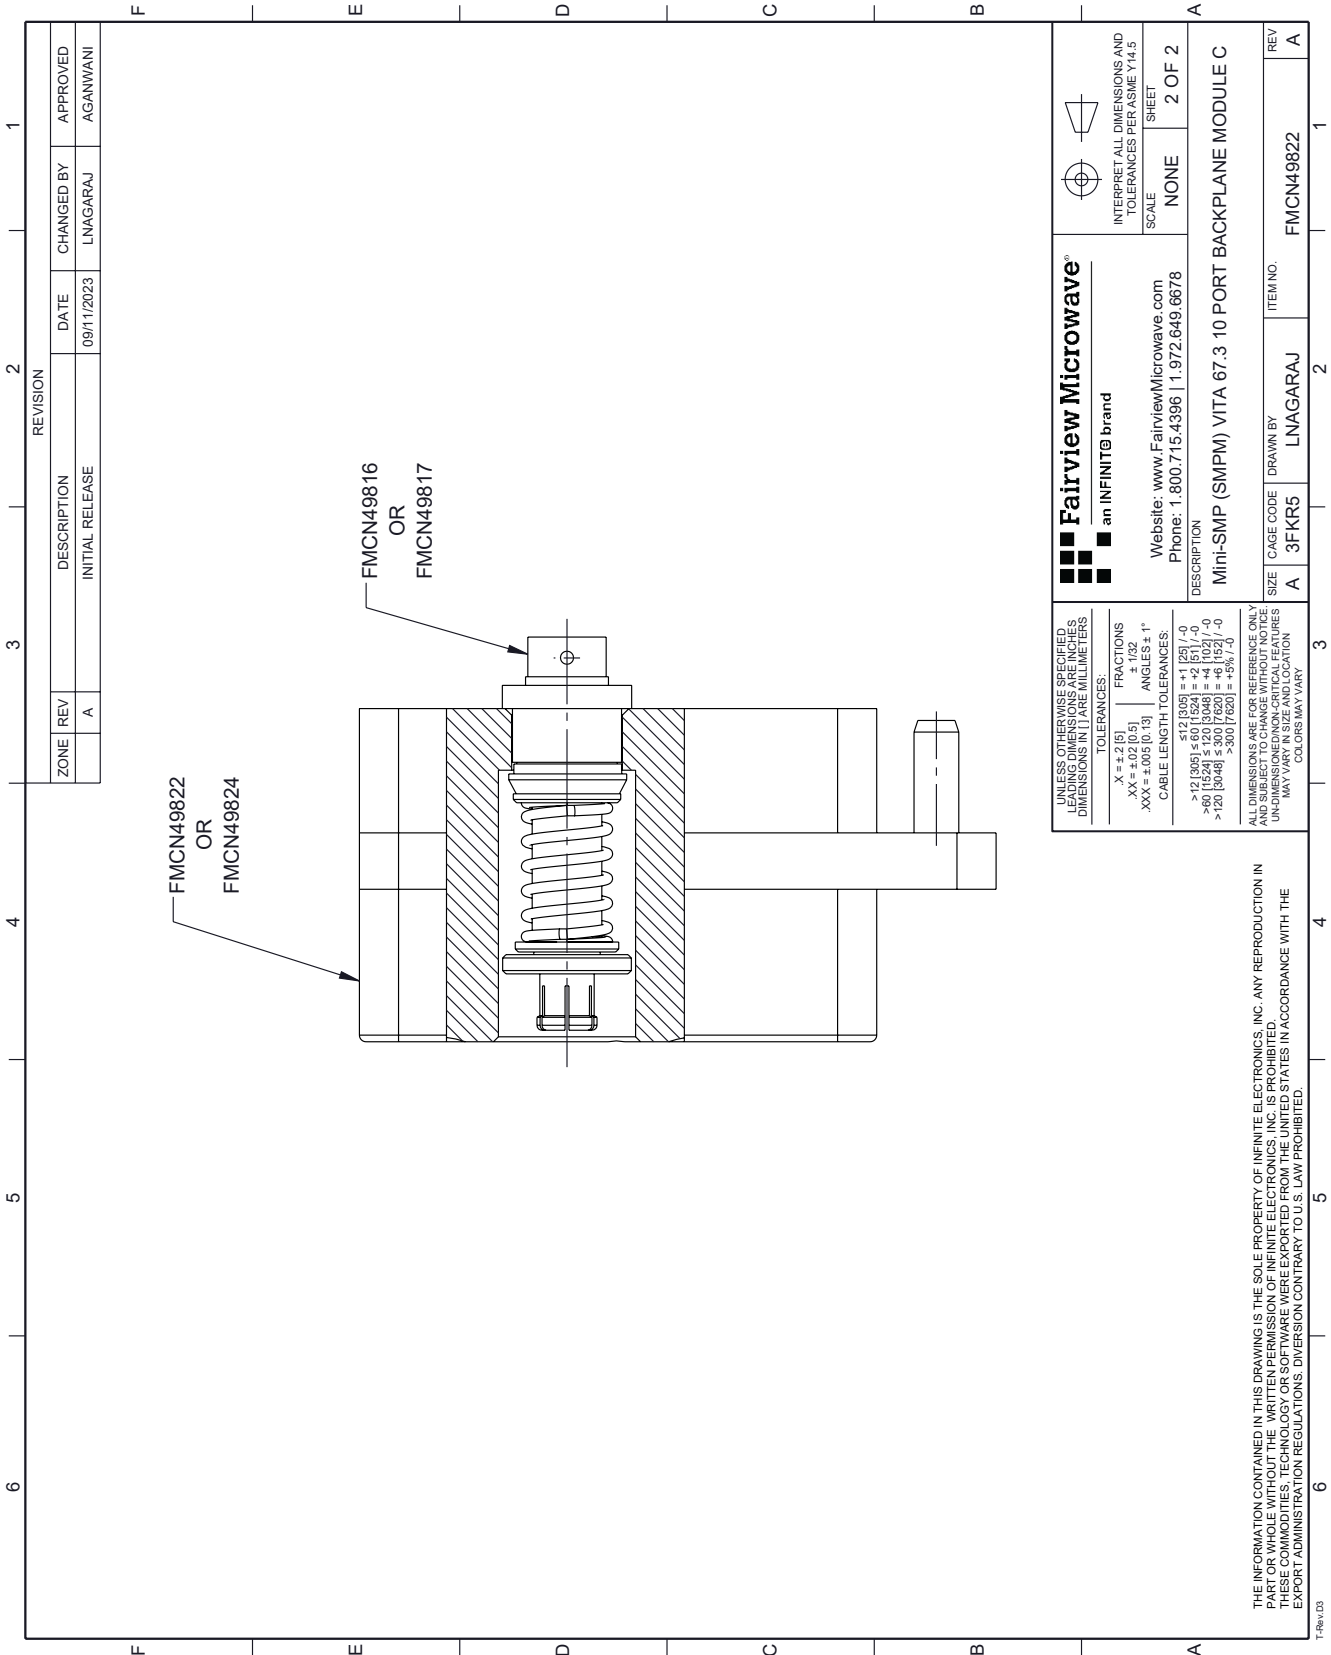 6
5
4
3
2
1
F
E
D
C
B
A
REVISION
ZONE
REV
DESCRIPTION
DATE
CHANGED BY
APPROVED
A
INITIAL RELEASE
09/11/2023
LNAGARAJ
AGANWANI
FMCN49822
OR
FMCN49824
FMCN49816
OR
FMCN49817
UNLESS OTHERWISE SPECIFIED
LEADING DIMENSIONS ARE INCHES
DIMENSIONS IN [ ] ARE MILLIMETERS
TOLERANCES:
.X = ±.2 [5]
.XX = ±.02 [0.5]
.XXX = ±.005 [0.13]
FRACTIONS
± 1/32
ANGLES ± 1°
CABLE LENGTH TOLERANCES:
≤12 [305] = +1 [25] / -0
>12 [305] ≤ 60 [1524] = +2 [51] / -0
>60 [1524] ≤ 120 [3048] = +4 [102] / -0
>120 [3048] ≤ 300 [7620] = +6 [152] / -0
>300 [7620] = +5% / -0
ALL DIMENSIONS ARE FOR REFERENCE ONLY
AND SUBJECT TO CHANGE WITHOUT NOTICE.
UN-DIMENSIONED/NON-CRITICAL FEATURES
MAY VARY IN SIZE AND LOCATION
COLORS MAY VARY
Fairview Microwave®
an INFINITE brand
Website: www.FairviewMicrowave.com
Phone: 1.800.715.4396 | 1.972.649.6678
INTERPRET ALL DIMENSIONS AND
TOLERANCES PER ASME Y14.5
SCALE
NONE
SHEET
2 OF 2
DESCRIPTION
Mini-SMP (SMPM) VITA 67.3 10 PORT BACKPLANE MODULE C
SIZE
A
CAGE CODE
3FKR5
DRAWN BY
LNAGARAJ
ITEM NO.
FMCN49822
REV
A
THE INFORMATION CONTAINED IN THIS DRAWING IS THE SOLE PROPERTY OF INFINITE ELECTRONICS, INC. ANY REPRODUCTION IN
PART OR WHOLE WITHOUT THE WRITTEN PERMISSION OF INFINITE ELECTRONICS, INC. IS PROHIBITED.
THESE COMMODITIES, TECHNOLOGY OR SOFTWARE WERE EXPORTED FROM THE UNITED STATES IN ACCORDANCE WITH THE
EXPORT ADMINISTRATION REGULATIONS. DIVERSION CONTRARY TO U.S. LAW PROHIBITED.
T-Rev.D3
F
E
D
C
B
A
6
5
4
3
2
1